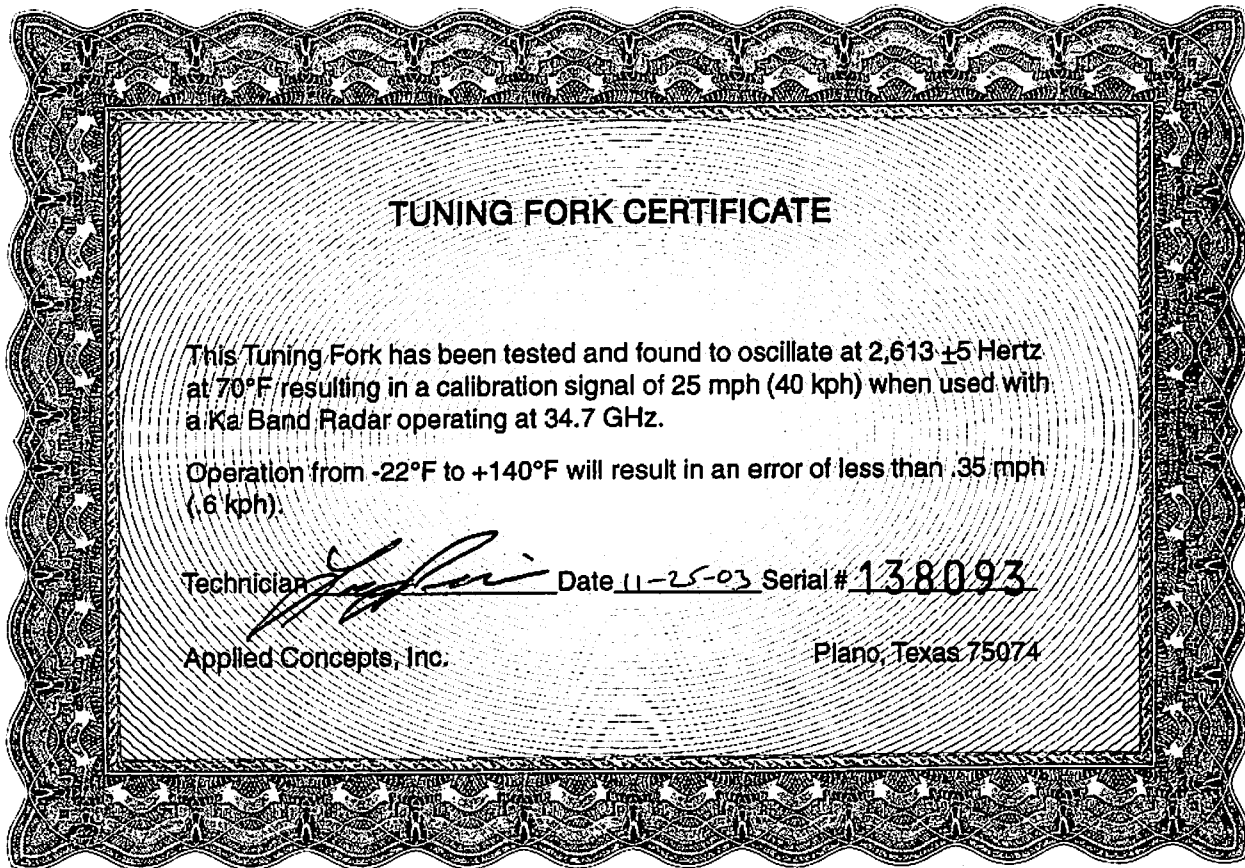 TUNING FORK CERTIFICATE
This Tuning Fork has been tested and found to oscillate at 2,613 ±5 Hertz
at 70°F resulting in a calibration signal of 25 mph (40 kph) when used with
a Ka Band Radar operating at 34.7 GHz.
Operation from -22°F to +140°F will result in an error of less than .35 mph
(.6 kph).
Technician Date 11-25-03 Serial # 138093
Applied Concepts, Inc. Plano, Texas 75074